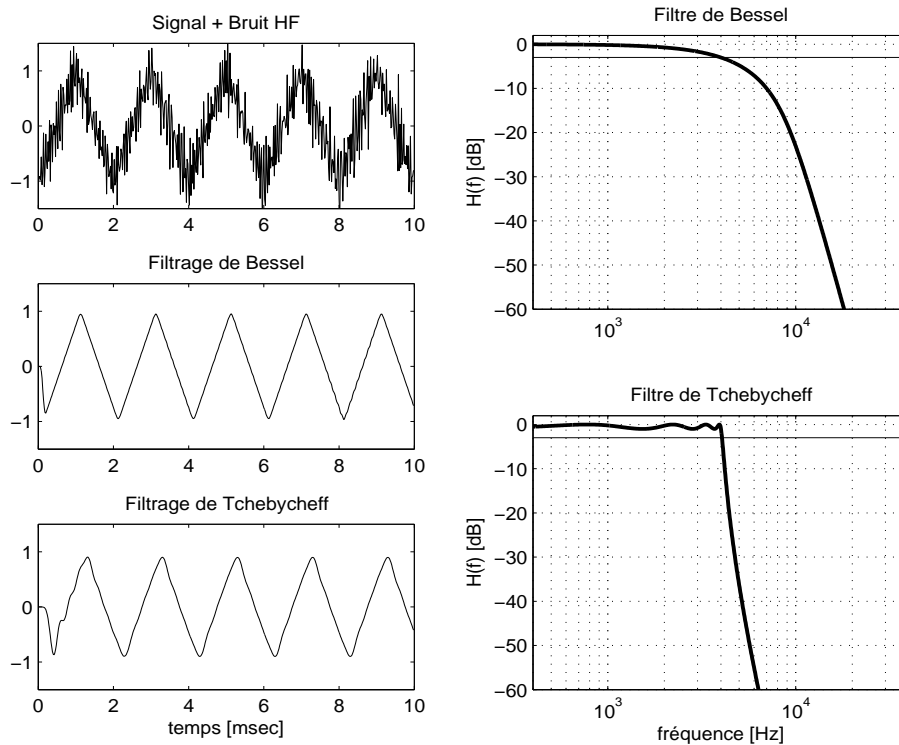 Signal + Bruit HF
1
0
−1
0 2 4 6 8 10
Filtrage de Bessel
1
0
−1
0 2 4 6 8 10
Filtrage de Tchebycheff
1
0
−1
0 2 4 6 8 10
temps [msec]
Filtre de Bessel
0
−10
−20
−30
−40
−50
−60
H(f) [dB]
10³ 10⁴
Filtre de Tchebycheff
0
−10
−20
−30
−40
−50
−60
H(f) [dB]
10³ 10⁴
fréquence [Hz]